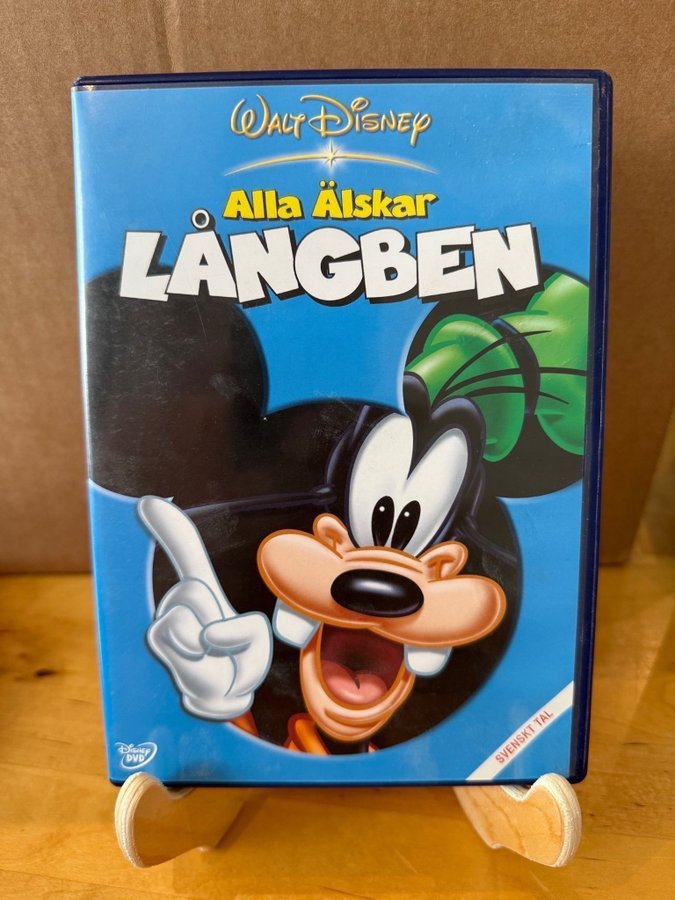 WALT DISNEY
Alla Älskar
LÅNGBEN
DISNEY
DVD
SVENSKT TAL